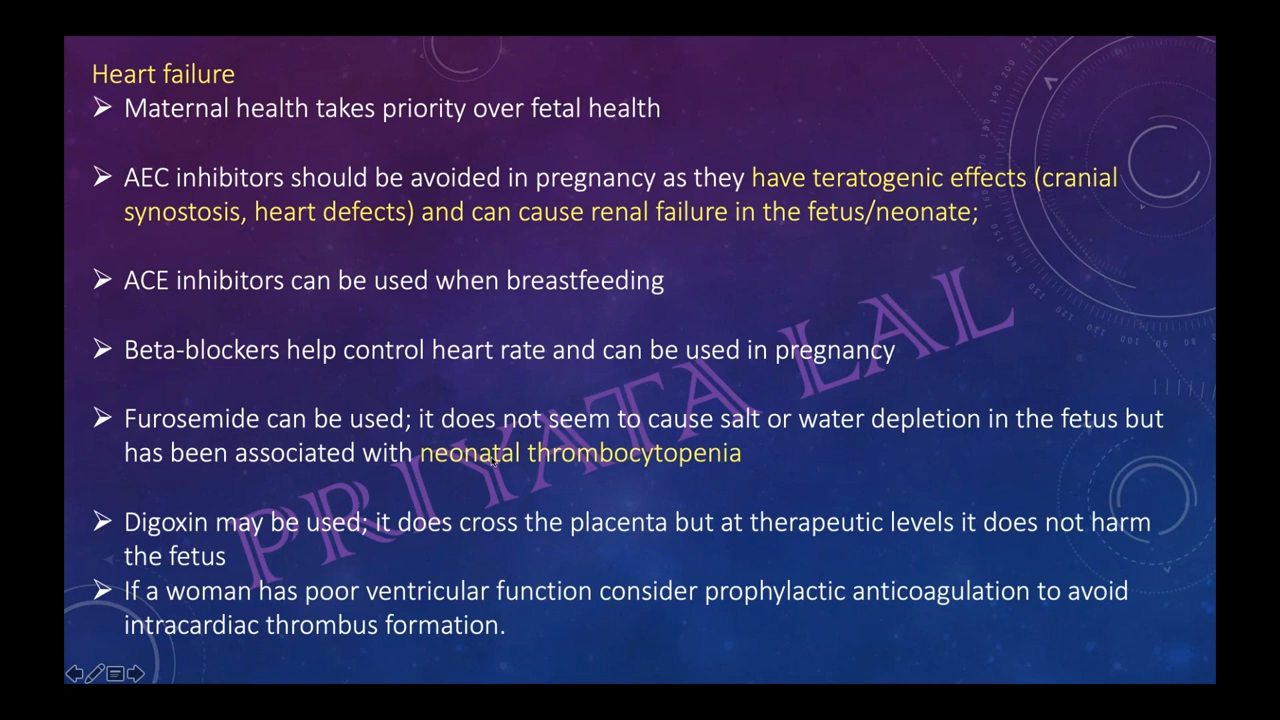 Heart failure
➢ Maternal health takes priority over fetal health
➢ AEC inhibitors should be avoided in pregnancy as they have teratogenic effects (cranial
synostosis, heart defects) and can cause renal failure in the fetus/neonate;
➢ ACE inhibitors can be used when breastfeeding
➢ Beta-blockers help control heart rate and can be used in pregnancy
➢ Furosemide can be used; it does not seem to cause salt or water depletion in the fetus but
has been associated with neonatal thrombocytopenia
➢ Digoxin may be used; it does cross the placenta but at therapeutic levels it does not harm
the fetus
➢ If a woman has poor ventricular function consider prophylactic anticoagulation to avoid
intracardiac thrombus formation.
PRIYATA LAL